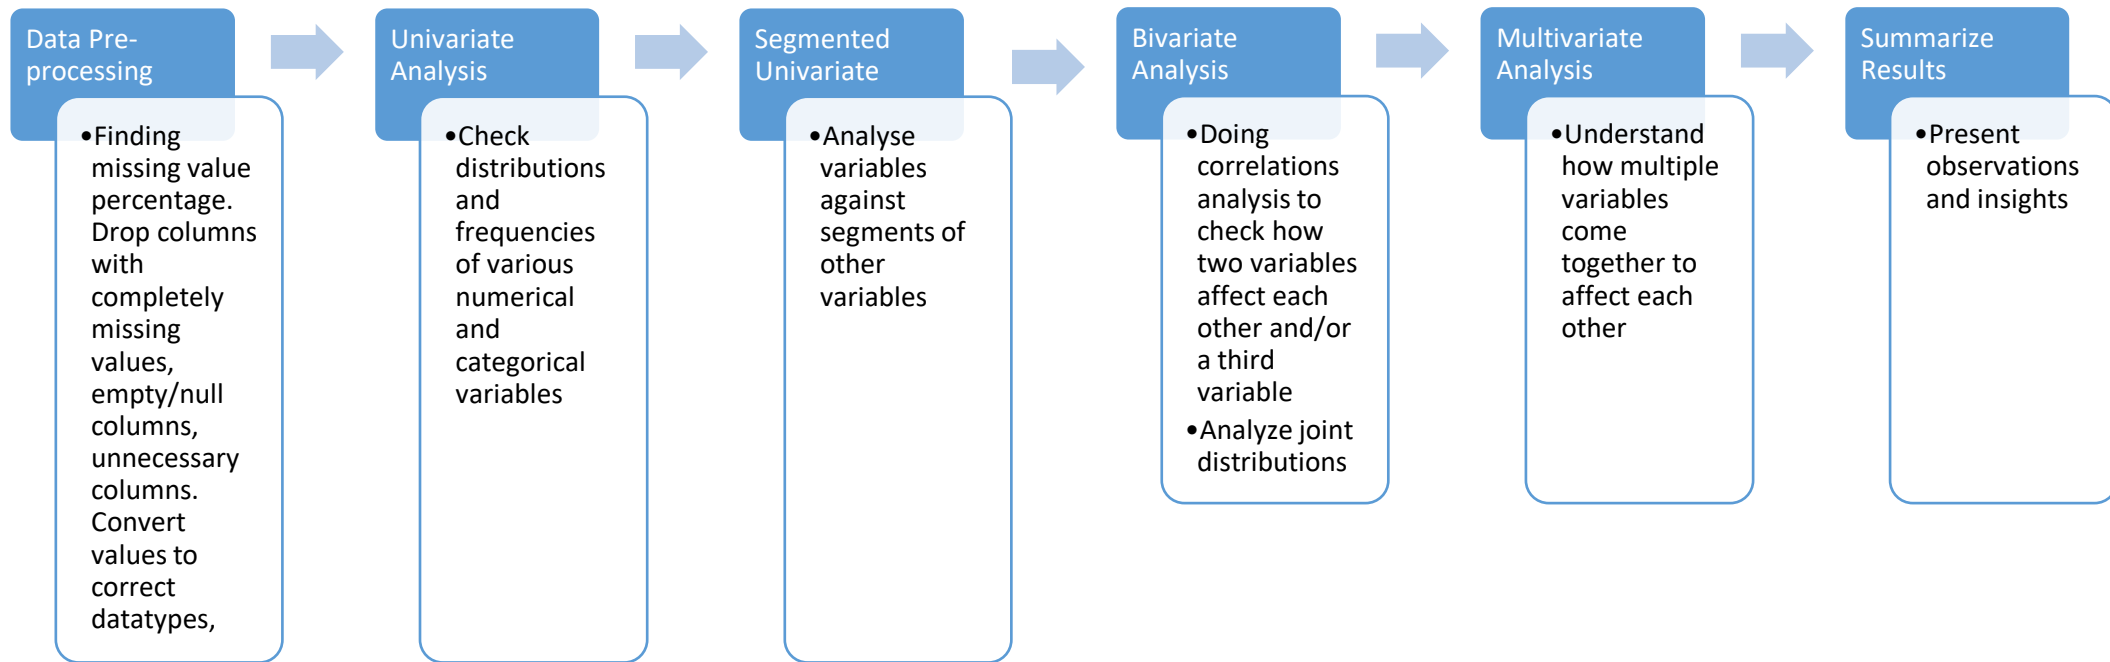 Data Pre-
processing
•Finding
missing value
percentage.
Drop columns
with
completely
missing
values,
empty/null
columns,
unnecessary
columns.
Convert
values to
correct
datatypes,
Univariate
Analysis
•Check
distributions
and
frequencies
of various
numerical
and
categorical
variables
Segmented
Univariate
•Analyse
variables
against
segments of
other
variables
Bivariate
Analysis
•Doing
correlations
analysis to
check how
two variables
affect each
other and/or
a third
variable
•Analyze joint
distributions
Multivariate
Analysis
•Understand
how multiple
variables
come
together to
affect each
other
Summarize
Results
•Present
observations
and insights